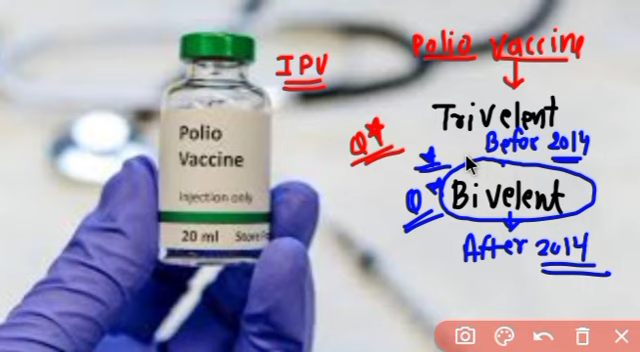 Polio Vaccine
IPV
Trivelent
Befor 2014
Q*
*
Q
Bivelent
After 2014
Polio
Vaccine
injection only
20 ml